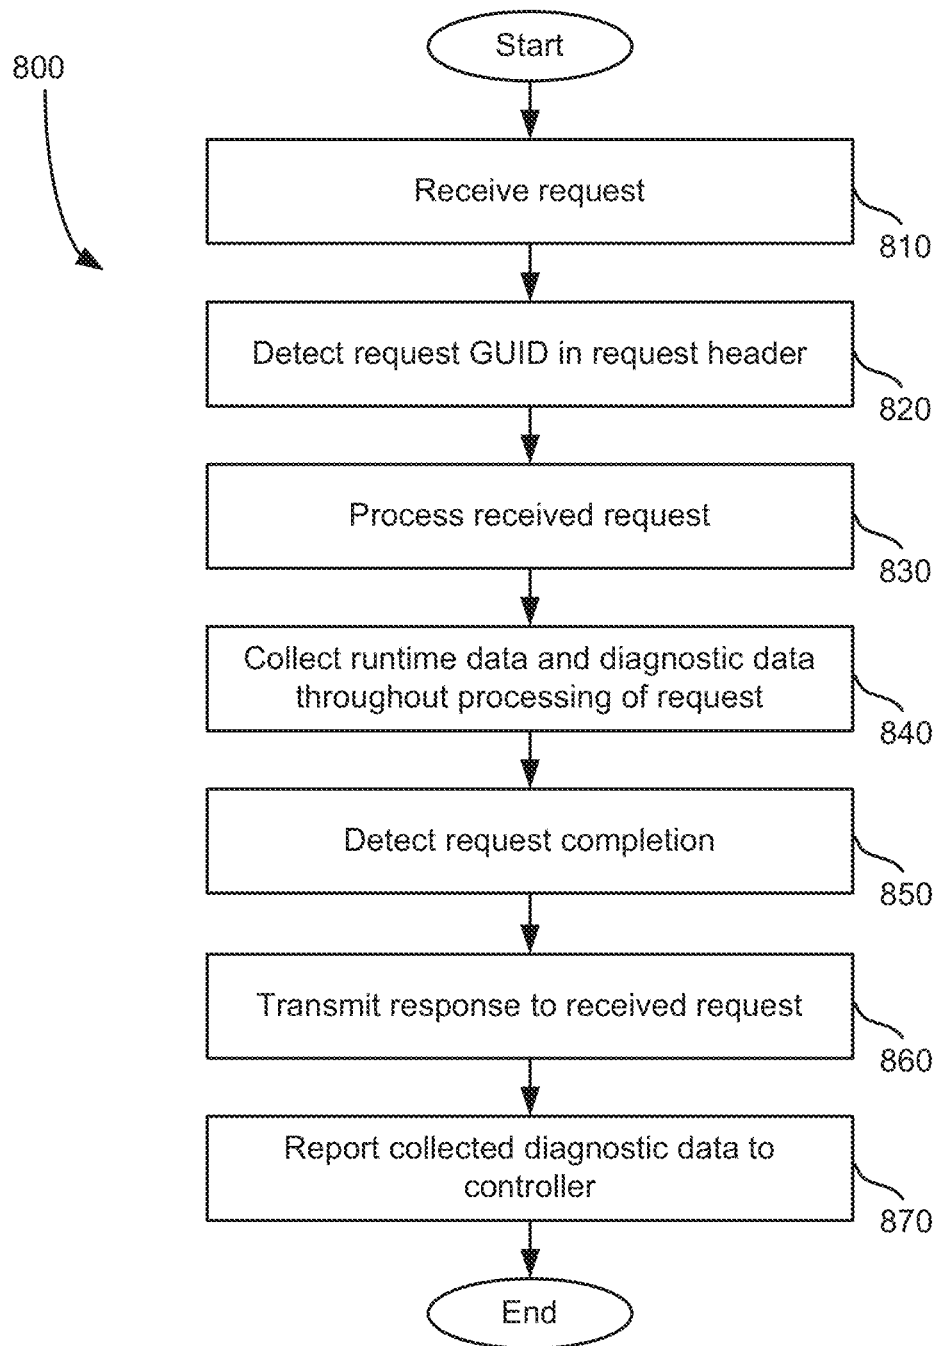 Start
800
Receive request
810
Detect request GUID in request header
820
Process received request
830
Collect runtime data and diagnostic data
throughout processing of request
840
Detect request completion
850
Transmit response to received request
860
Report collected diagnostic data to
controller
870
End